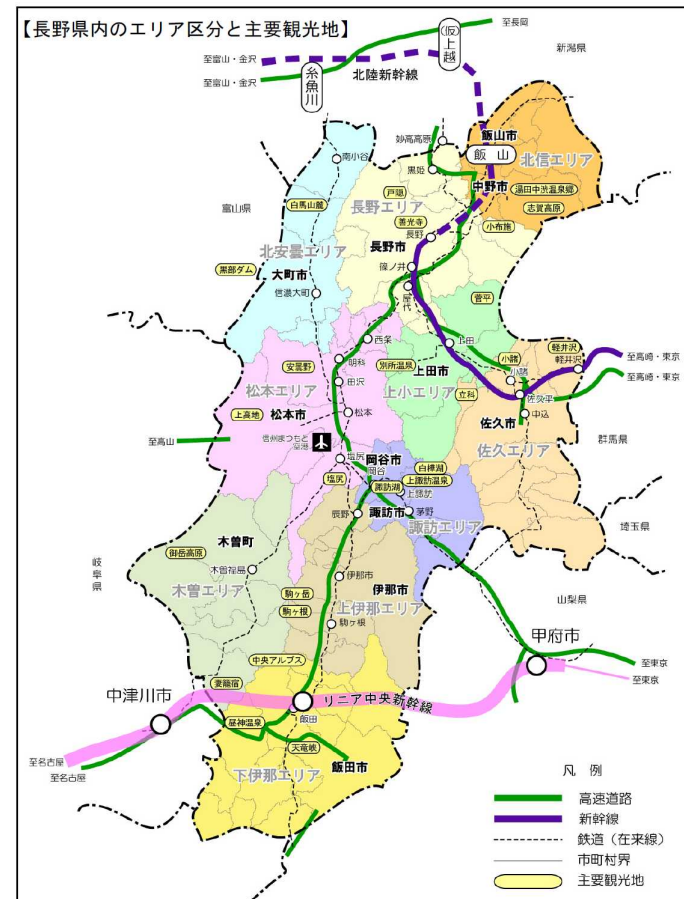 【長野県内のエリア区分と主要観光地】
至長岡
(仮)上越
新潟県
至富山・金沢
北陸新幹線
至富山・金沢
糸魚川
妙高高原
飯山市
飯山
北信エリア
南小谷
黒姫
中野市
湯田中渋温泉郷
戸隠
長野エリア
志賀高原
白馬山麓
富山県
善光寺
小布施
長野
北安曇エリア
長野市
黒部ダム
大町市
篠ノ井
信濃大町
屋代
菅平
西条
上田
小諸
軽井沢
軽井沢
至高崎・東京
明科
安曇野
別所温泉
上田市
小諸
至高崎・東京
松本エリア
田沢
上小エリア
立科
佐久平
上高地
松本市
松本
佐久市
中込
至高山
信州まつもと空港
岡谷市
佐久エリア
群馬県
塩尻
岡谷
白樺湖
塩尻
諏訪湖
上諏訪温泉
上諏訪
辰野
諏訪市
茅野
諏訪エリア
埼玉県
木曽町
御岳高原
岐阜県
木曽福島
伊那市
伊那市
木曽エリア
駒ヶ岳
上伊那エリア
山梨県
駒ヶ根
駒ヶ根
甲府市
中央アルプス
至東京
妻籠宿
至東京
中津川市
リニア中央新幹線
飯田
昼神温泉
天竜峡
至名古屋
至名古屋
飯田市
下伊那エリア
凡 例
高速道路
新幹線
鉄道（在来線）
市町村界
主要観光地